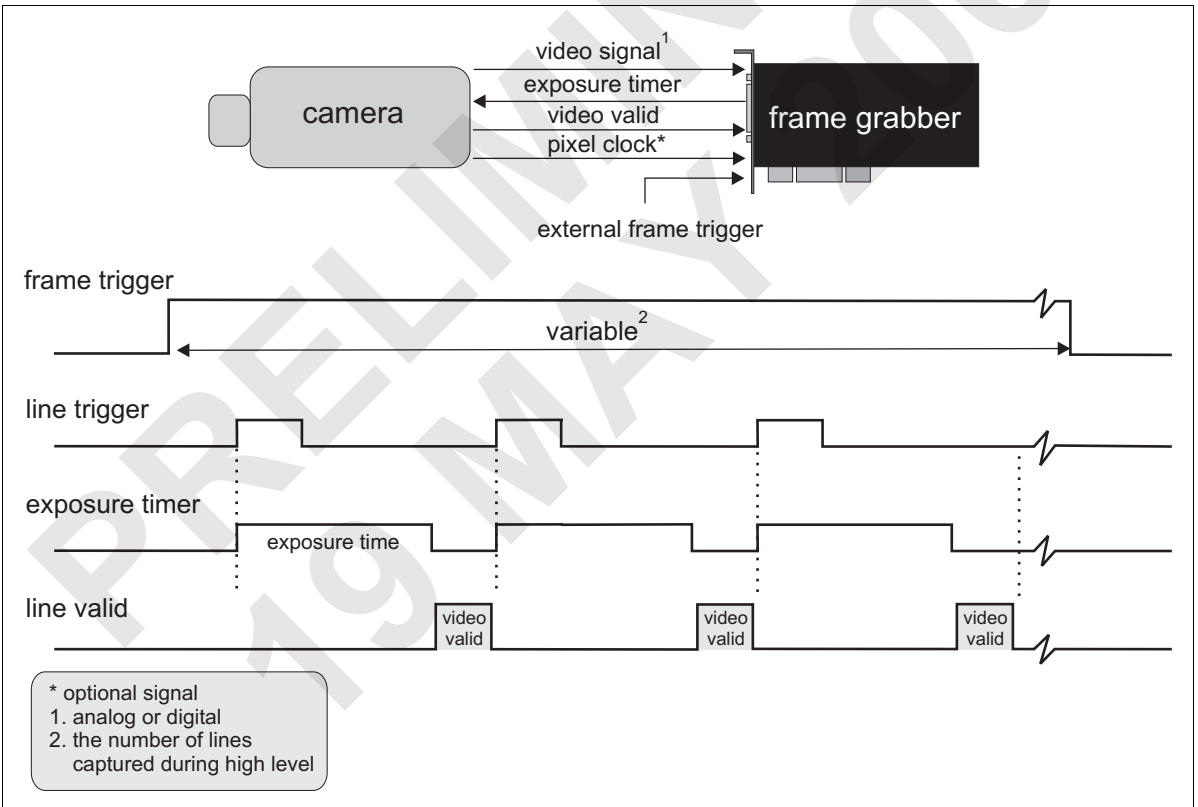 video signal1
camera
exposure timer
video valid
pixel clock*
frame grabber
external frame trigger
frame trigger
variable2
line trigger
exposure timer
exposure time
line valid
video
valid
video
valid
video
valid
* optional signal
1. analog or digital
2. the number of lines
captured during high level
PRELIMIN
19 MAY 200